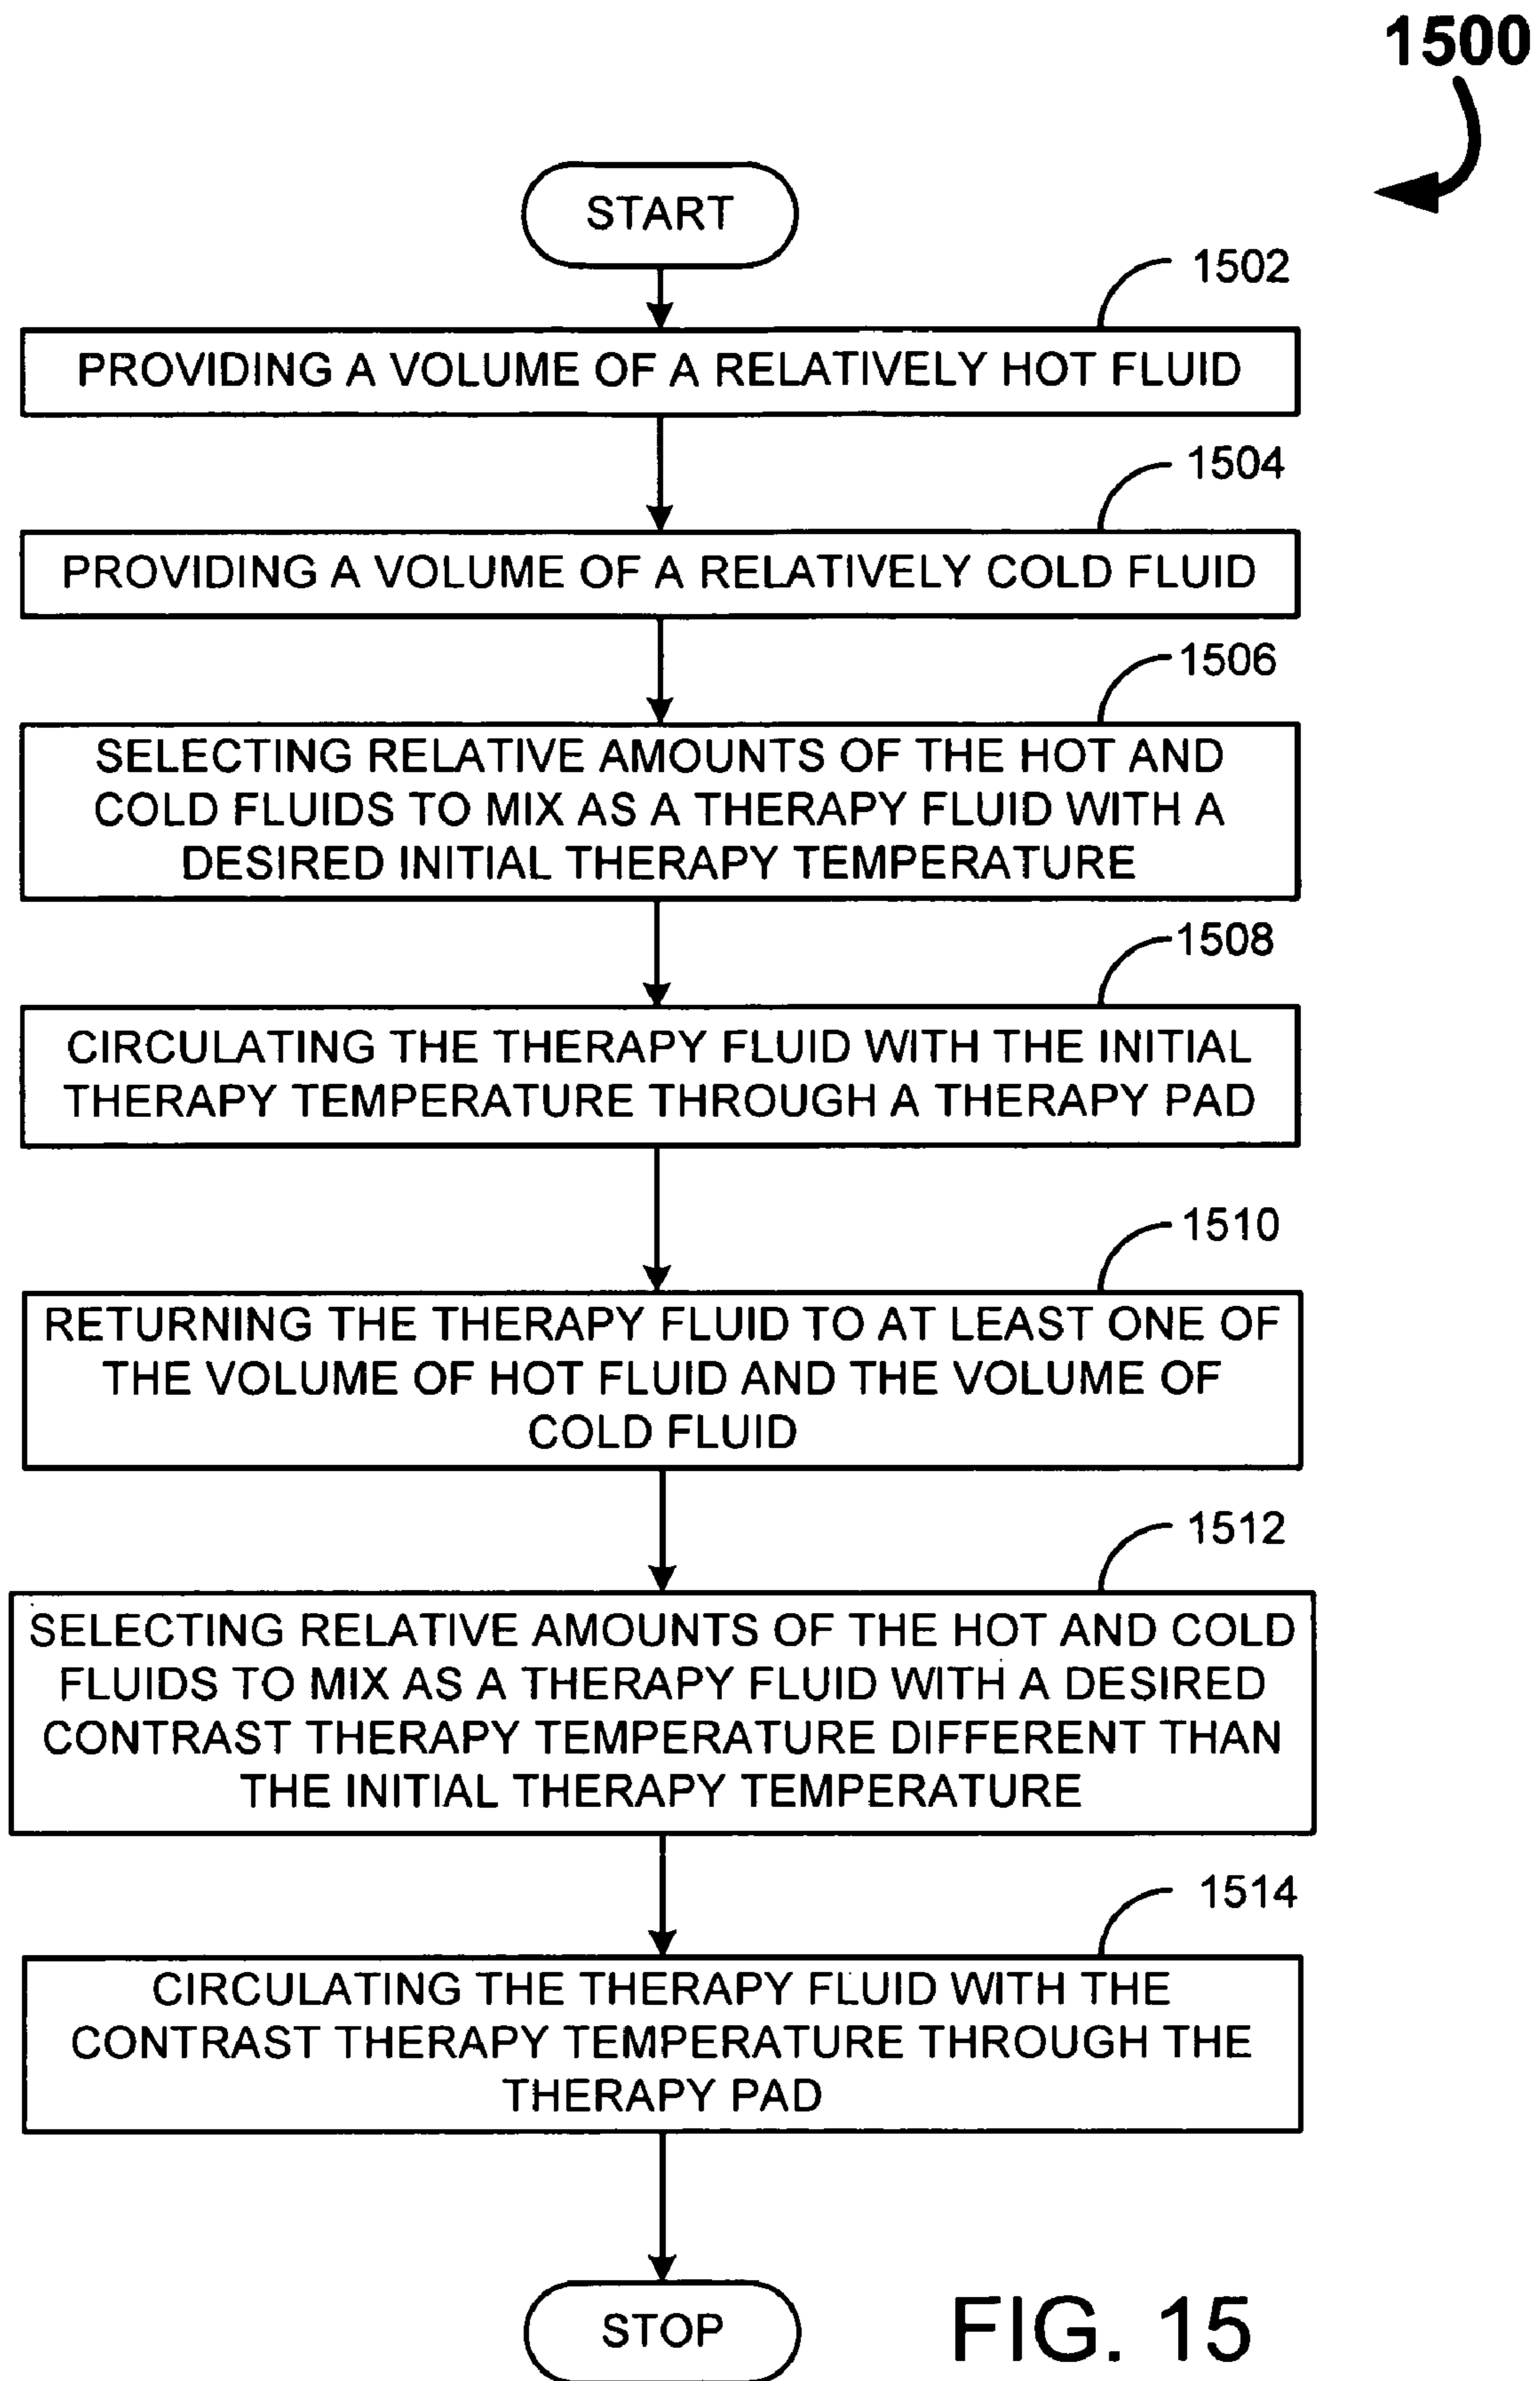 1500
START
1502
PROVIDING A VOLUME OF A RELATIVELY HOT FLUID
1504
PROVIDING A VOLUME OF A RELATIVELY COLD FLUID
1506
SELECTING RELATIVE AMOUNTS OF THE HOT AND
COLD FLUIDS TO MIX AS A THERAPY FLUID WITH A
DESIRED INITIAL THERAPY TEMPERATURE
1508
CIRCULATING THE THERAPY FLUID WITH THE INITIAL
THERAPY TEMPERATURE THROUGH A THERAPY PAD
1510
RETURNING THE THERAPY FLUID TO AT LEAST ONE OF
THE VOLUME OF HOT FLUID AND THE VOLUME OF
COLD FLUID
1512
SELECTING RELATIVE AMOUNTS OF THE HOT AND COLD
FLUIDS TO MIX AS A THERAPY FLUID WITH A DESIRED
CONTRAST THERAPY TEMPERATURE DIFFERENT THAN
THE INITIAL THERAPY TEMPERATURE
1514
CIRCULATING THE THERAPY FLUID WITH THE
CONTRAST THERAPY TEMPERATURE THROUGH THE
THERAPY PAD
STOP
FIG. 15